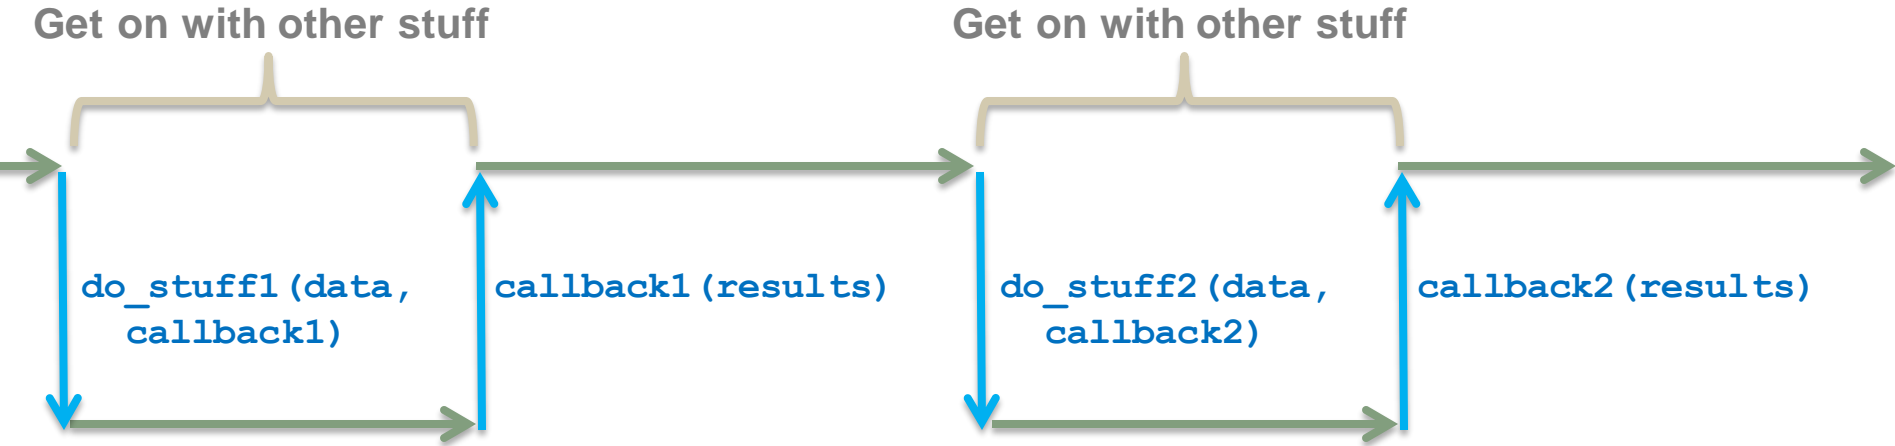 Get on with other stuff
Get on with other stuff
do_stuff1(data,
callback1)
callback1(results)
do_stuff2(data,
callback2)
callback2(results)